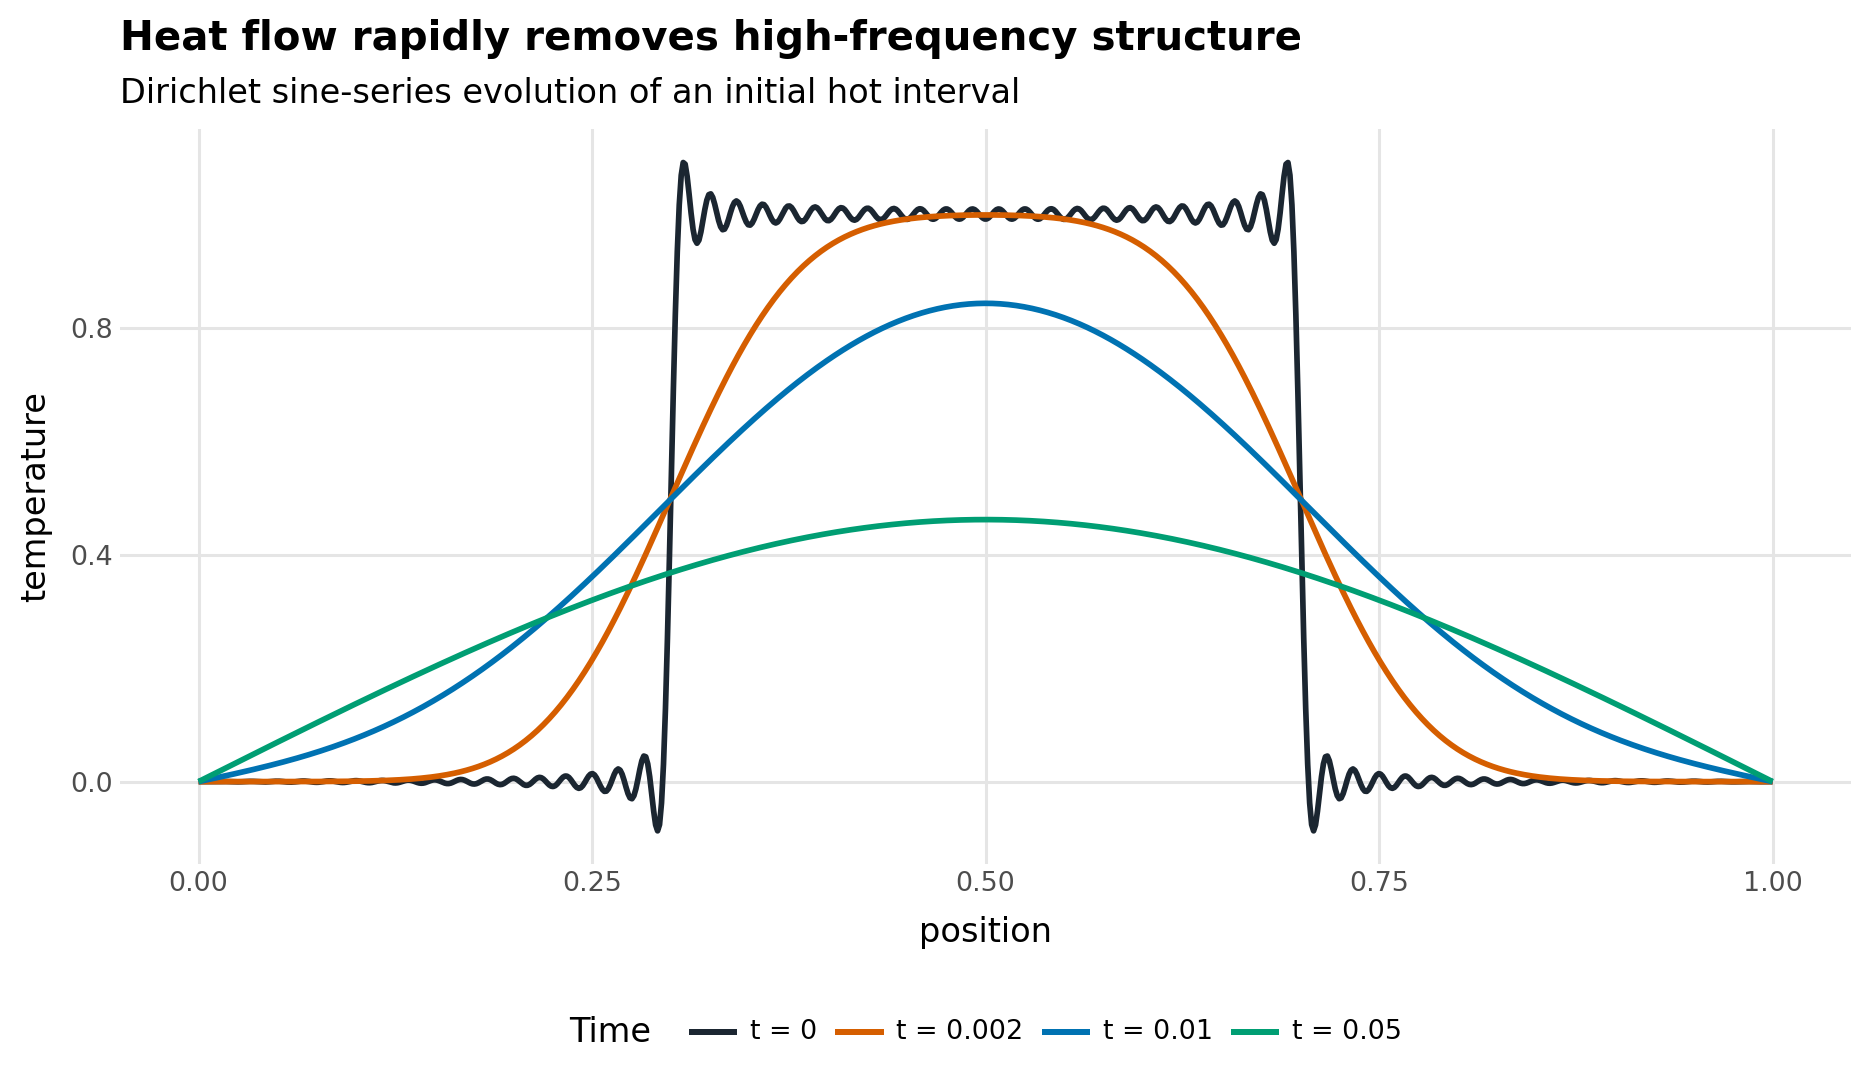 Heat flow rapidly removes high-frequency structure
Dirichlet sine-series evolution of an initial hot interval
temperature
0.8
0.4
0.0
0.00 0.25 0.50 0.75 1.00
position
Time t = 0 t = 0.002 t = 0.01 t = 0.05